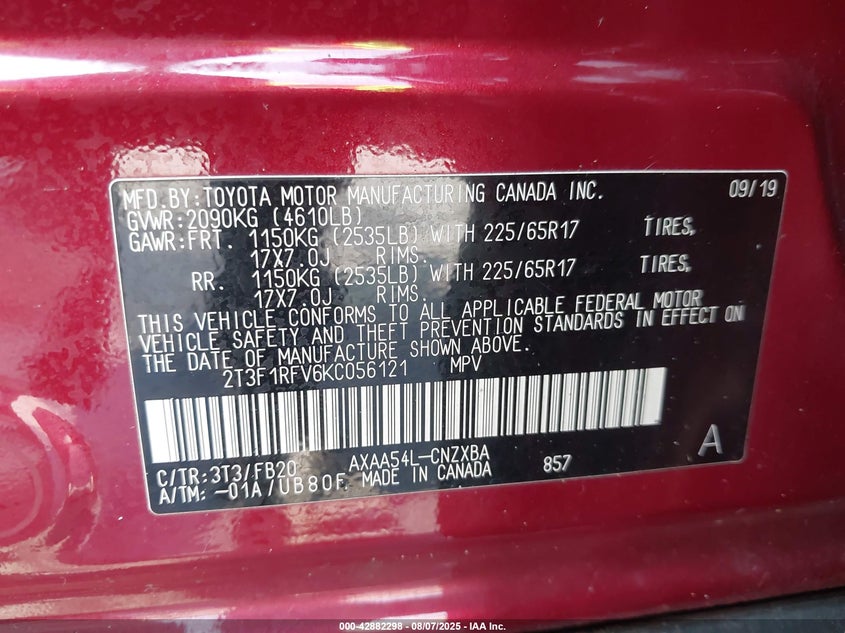 MFD.BY:TOYOTA MOTOR MANUFACTURING CANADA INC. 09/19
GVWR:2090KG (4610LB)
GAWR:FRT. 1150KG (2535LB) WITH 225/65R17 TIRES,
17X7.0J RIMS.
RR. 1150KG (2535LB) WITH 225/65R17 TIRES,
17X7.0J RIMS.
THIS VEHICLE CONFORMS TO ALL APPLICABLE FEDERAL MOTOR
VEHICLE SAFETY AND THEFT PREVENTION STANDARDS IN EFFECT ON
THE DATE OF MANUFACTURE SHOWN ABOVE.
2T3F1RFV6KC056121 MPV
A
C/TR:3T3/FB20 AXAA54L-CNZXBA 857
A/TM:-01A/UB80F MADE IN CANADA
000-42882298 - 08/07/2025 - IAA Inc.